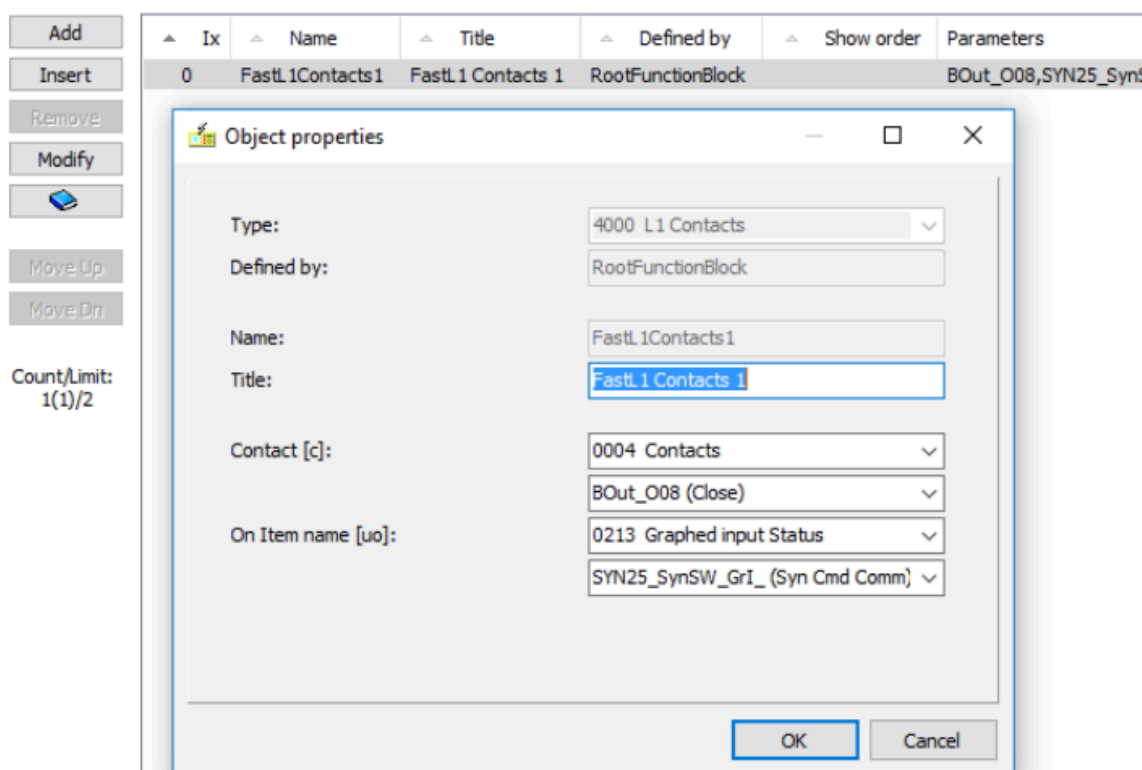 Add
Insert
Remove
Modify
Move Up
Move Dn
Count/Limit:
1(1)/2
Ix Name Title Defined by Show order Parameters
0 FastL1Contacts1 FastL1 Contacts 1 RootFunctionBlock BOut_O08,SYN25_SynS
Object properties
Type: 4000 L1 Contacts
Defined by: RootFunctionBlock
Name: FastL1Contacts1
Title: FastL1 Contacts 1
Contact [c]: 0004 Contacts
BOut_O08 (Close)
On Item name [uo]: 0213 Graphed input Status
SYN25_SynSW_GrI_ (Syn Cmd Comm)
OK Cancel